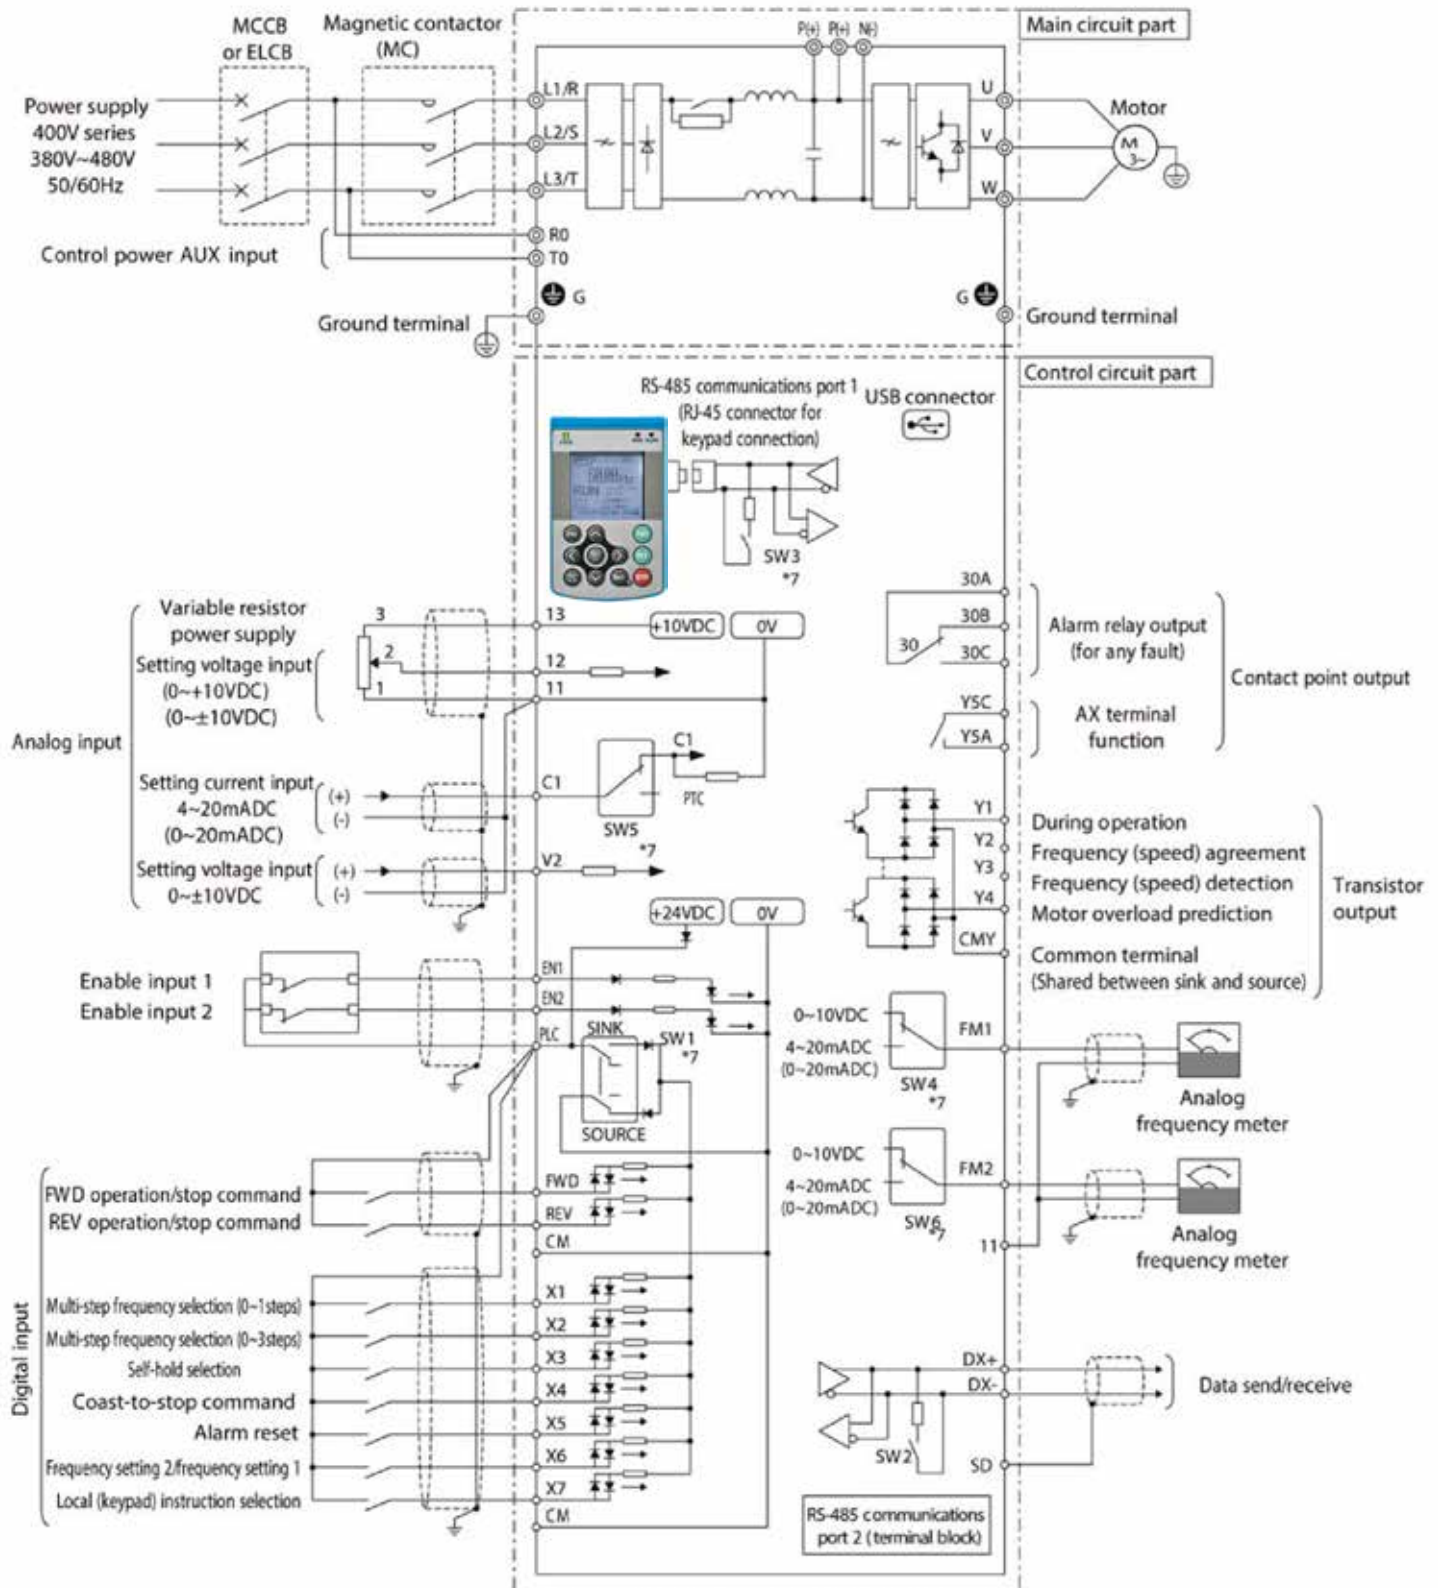 MCCB
or ELCB
Magnetic contactor
(MC)
P(+) P(+) N(-)
Main circuit part
Power supply
400V series
380V~480V
50/60Hz
L1/R
L2/S
L3/T
U
V
W
Motor
M
3~
Control power AUX input
R0
T0
G
G
Ground terminal
Ground terminal
Control circuit part
RS-485 communications port 1
(RJ-45 connector for
keypad connection)
USB connector
SW3
*7
Analog input
Variable resistor
power supply
Setting voltage input
(0~+10VDC)
(0~±10VDC)
3
2
1
13
12
11
+10VDC
0V
Setting current input
4~20mADC
(0~20mADC)
(+)
(-)
C1
C1
PTC
SW5
*7
Setting voltage input
0~±10VDC
(+)
(-)
V2
+24VDC
0V
Enable input 1
Enable input 2
EN1
EN2
PLC
SINK
SW1
*7
SOURCE
Digital input
FWD operation/stop command
REV operation/stop command
FWD
REV
CM
Multi-step frequency selection (0~1steps)
Multi-step frequency selection (0~3steps)
Self-hold selection
Coast-to-stop command
Alarm reset
Frequency setting 2/frequency setting 1
Local (keypad) instruction selection
X1
X2
X3
X4
X5
X6
X7
CM
30
30A
30B
30C
Alarm relay output
(for any fault)
Y5C
Y5A
AX terminal
function
Contact point output
Y1
Y2
Y3
Y4
CMY
During operation
Frequency (speed) agreement
Frequency (speed) detection
Motor overload prediction
Common terminal
(Shared between sink and source)
Transistor
output
0~10VDC
4~20mADC
(0~20mADC)
SW4
*7
FM1
Analog
frequency meter
0~10VDC
4~20mADC
(0~20mADC)
SW6
*7
FM2
11
Analog
frequency meter
DX+
DX-
SW2
SD
Data send/receive
RS-485 communications
port 2 (terminal block)